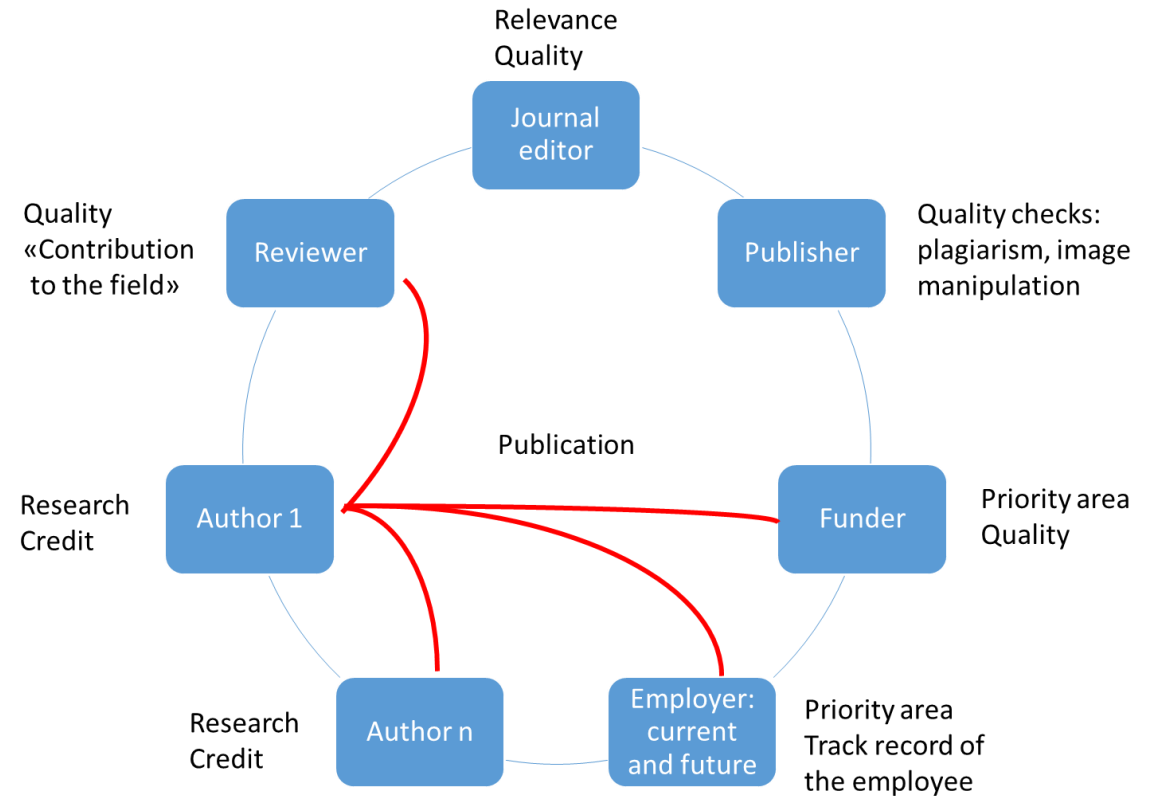 Relevance
Quality
Journal
editor
Quality
«Contribution
to the field»
Reviewer
Publisher
Quality checks:
plagiarism, image
manipulation
Publication
Research
Credit
Author 1
Funder
Priority area
Quality
Research
Credit
Author n
Employer:
current
and future
Priority area
Track record of
the employee